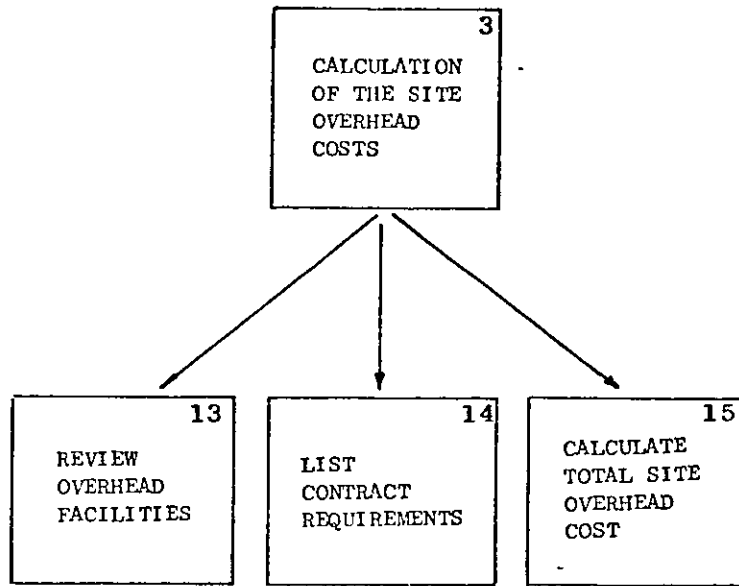 3
CALCULATION
OF THE SITE
OVERHEAD
COSTS
13
REVIEW
OVERHEAD
FACILITIES
14
LIST
CONTRACT
REQUIREMENTS
15
CALCULATE
TOTAL SITE
OVERHEAD
COST